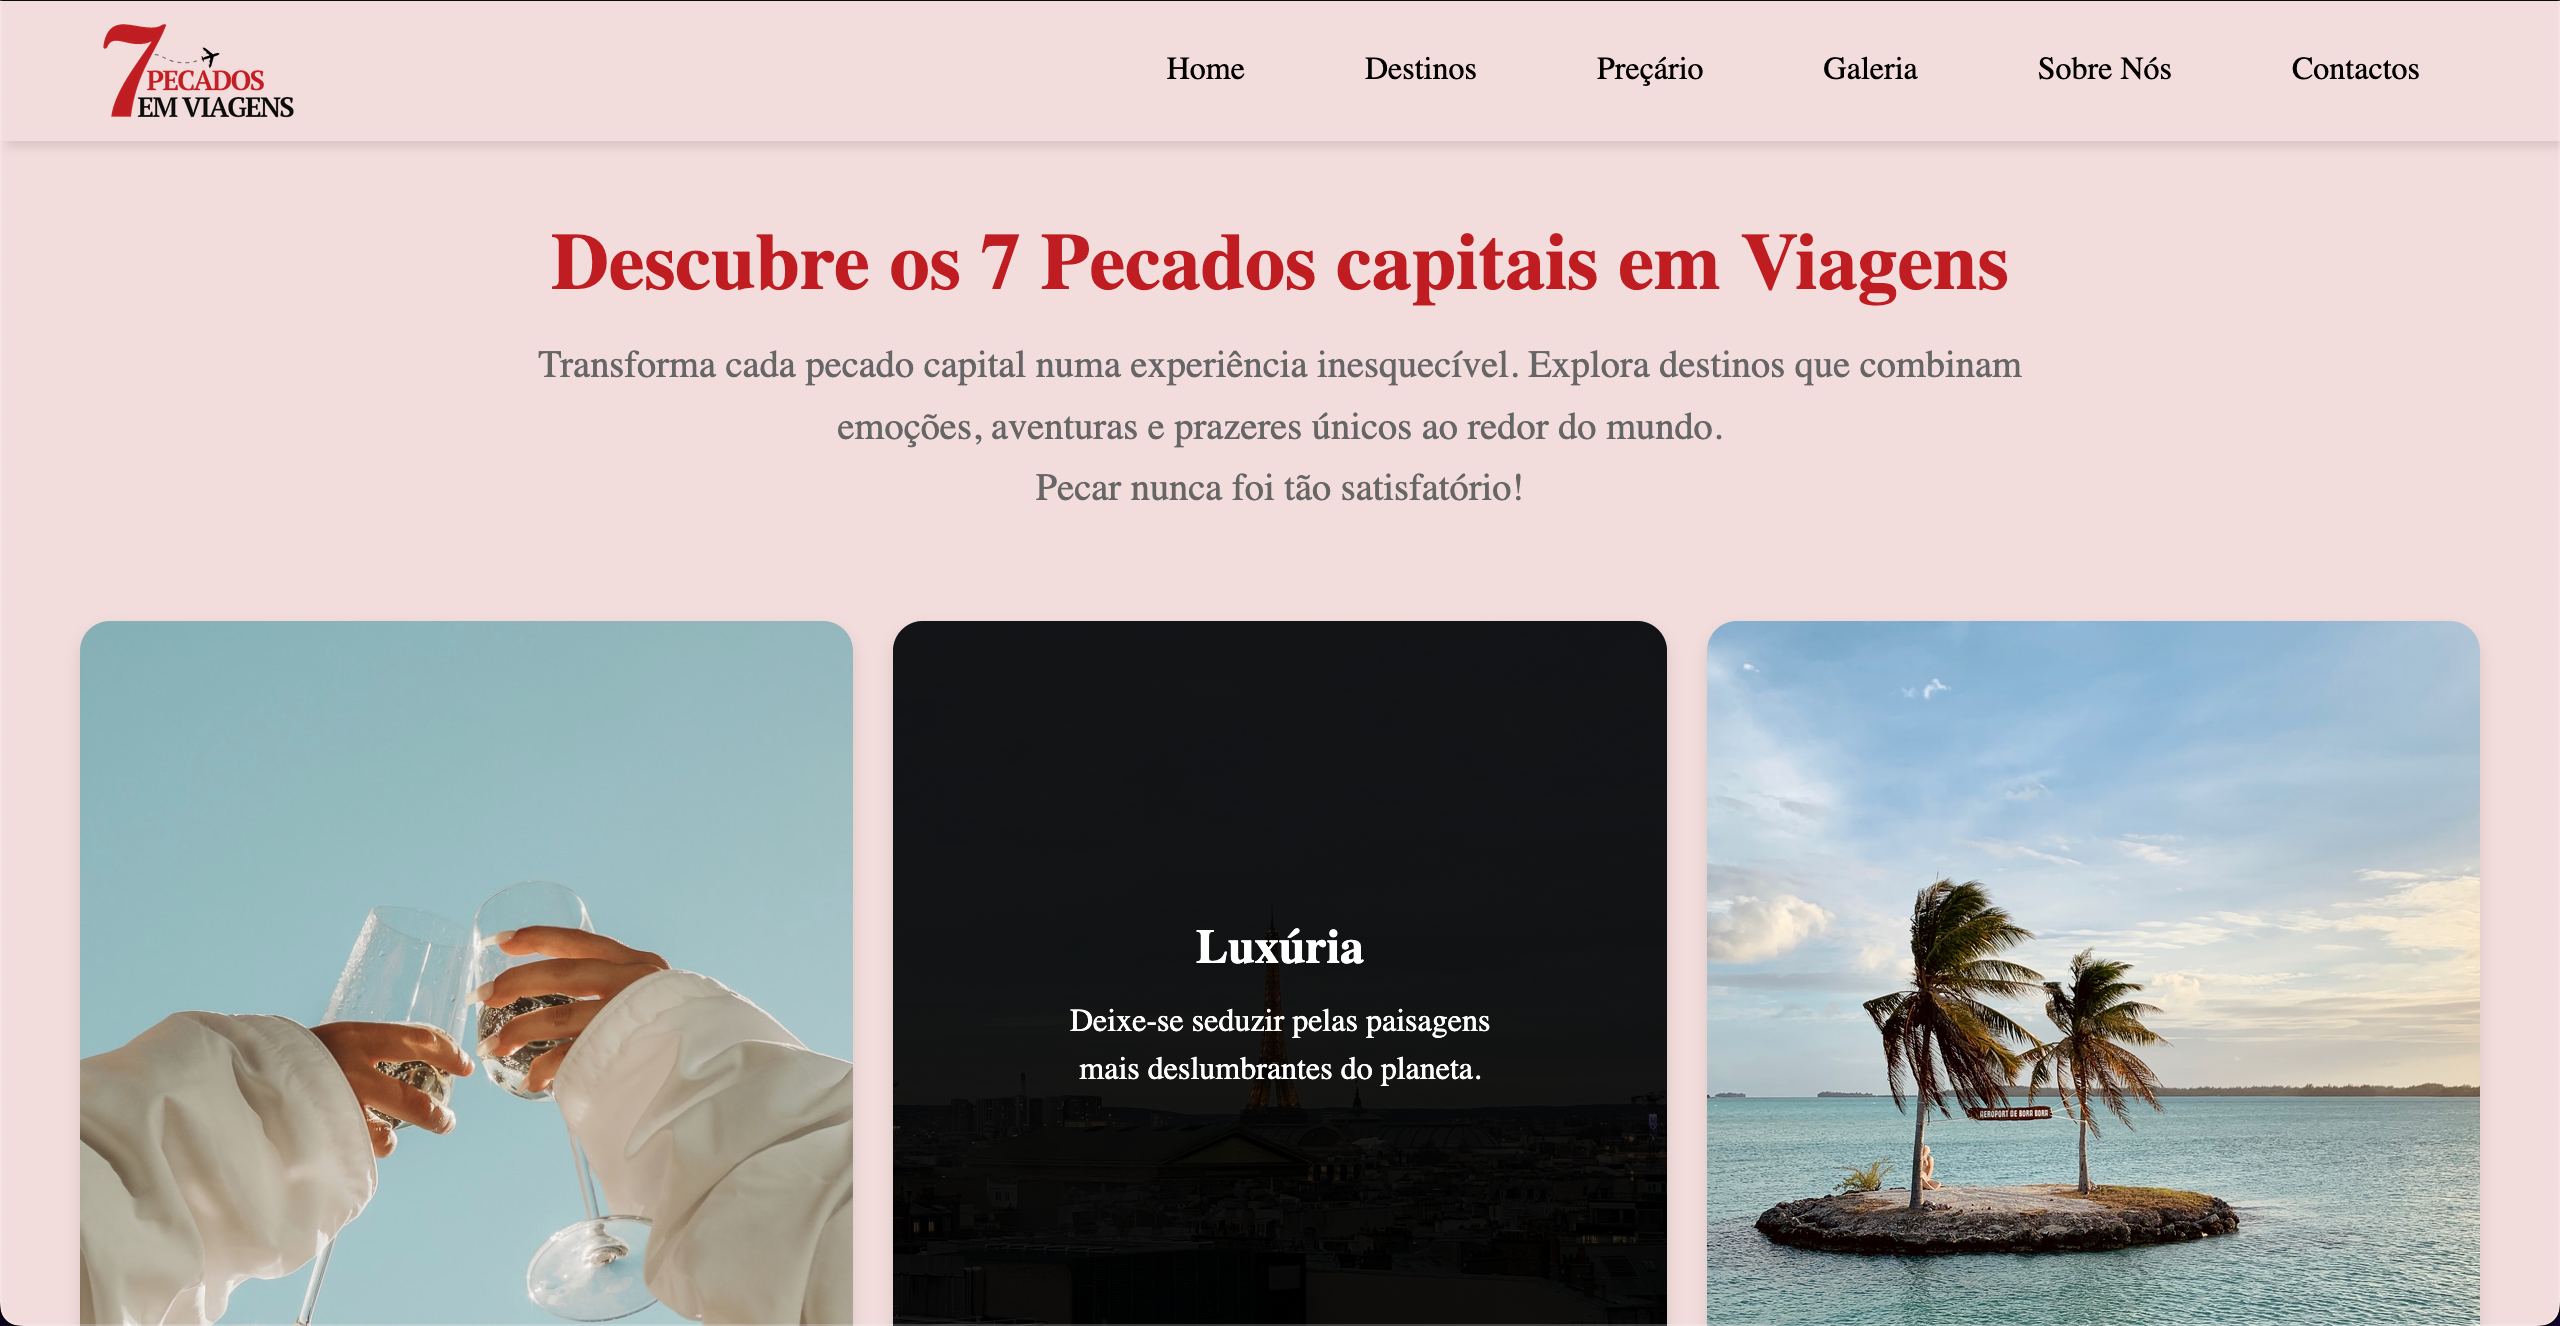 7
PECADOS
EM VIAGENS
Home
Destinos
Preçário
Galeria
Sobre Nós
Contactos
Descubre os 7 Pecados capitais em Viagens
Transforma cada pecado capital numa experiência inesquecível. Explora destinos que combinam
emoções, aventuras e prazeres únicos ao redor do mundo.
Pecar nunca foi tão satisfatório!
Luxúria
Deixe-se seduzir pelas paisagens
mais deslumbrantes do planeta.
AEROPORT DE BORA BORA